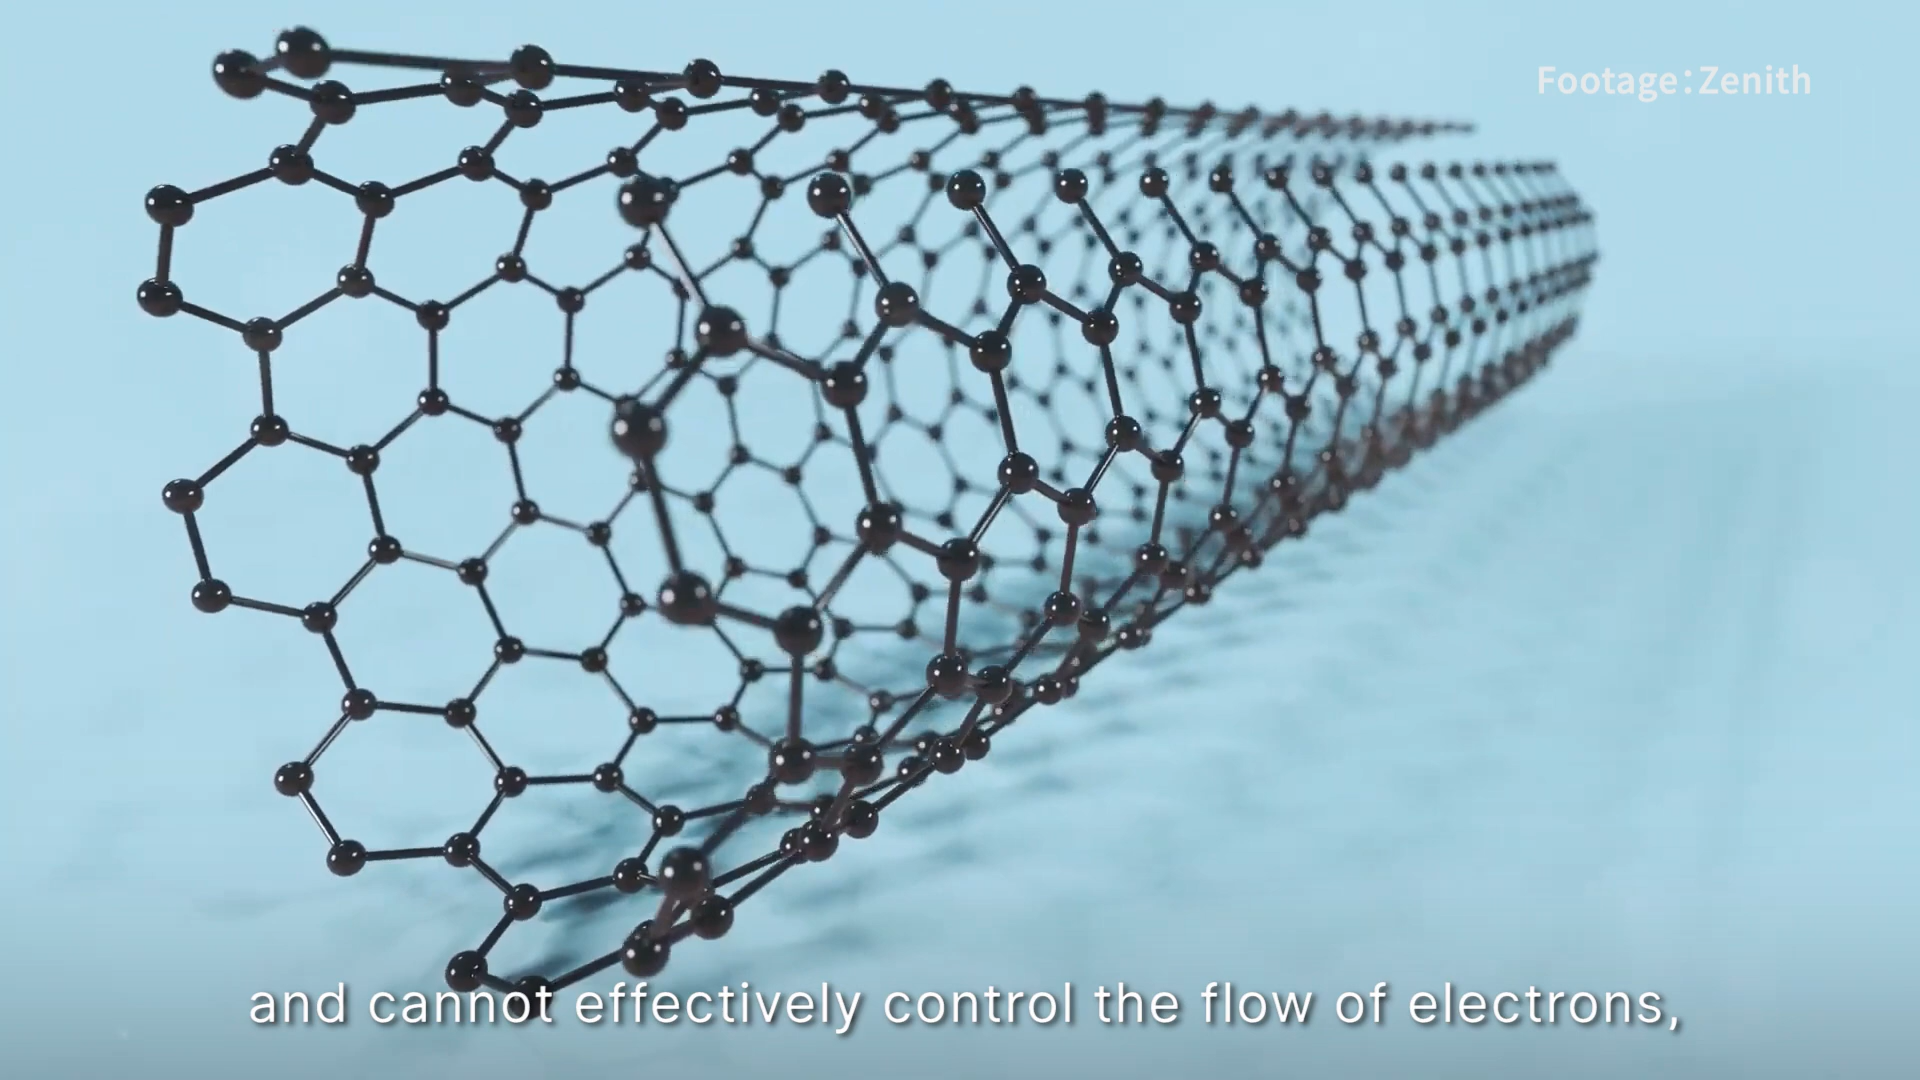 Footage：Zenith
and cannot effectively control the flow of electrons,